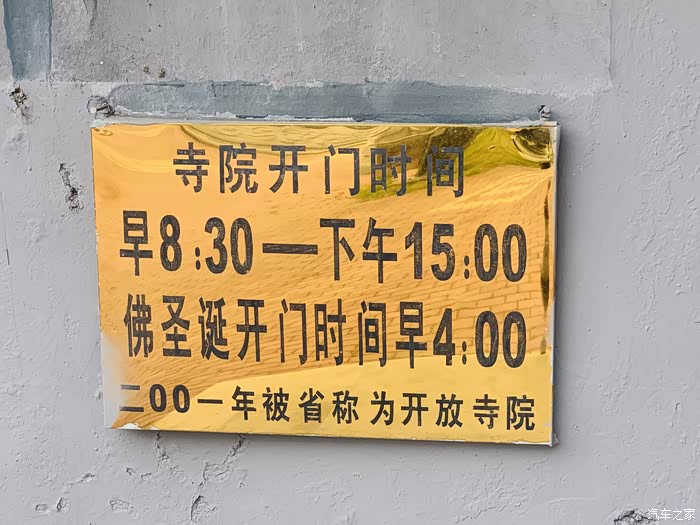 寺院开门时间
早8:30—下午15:00
佛圣诞开门时间早4:00
二00一年被省称为开放寺院
汽车之家